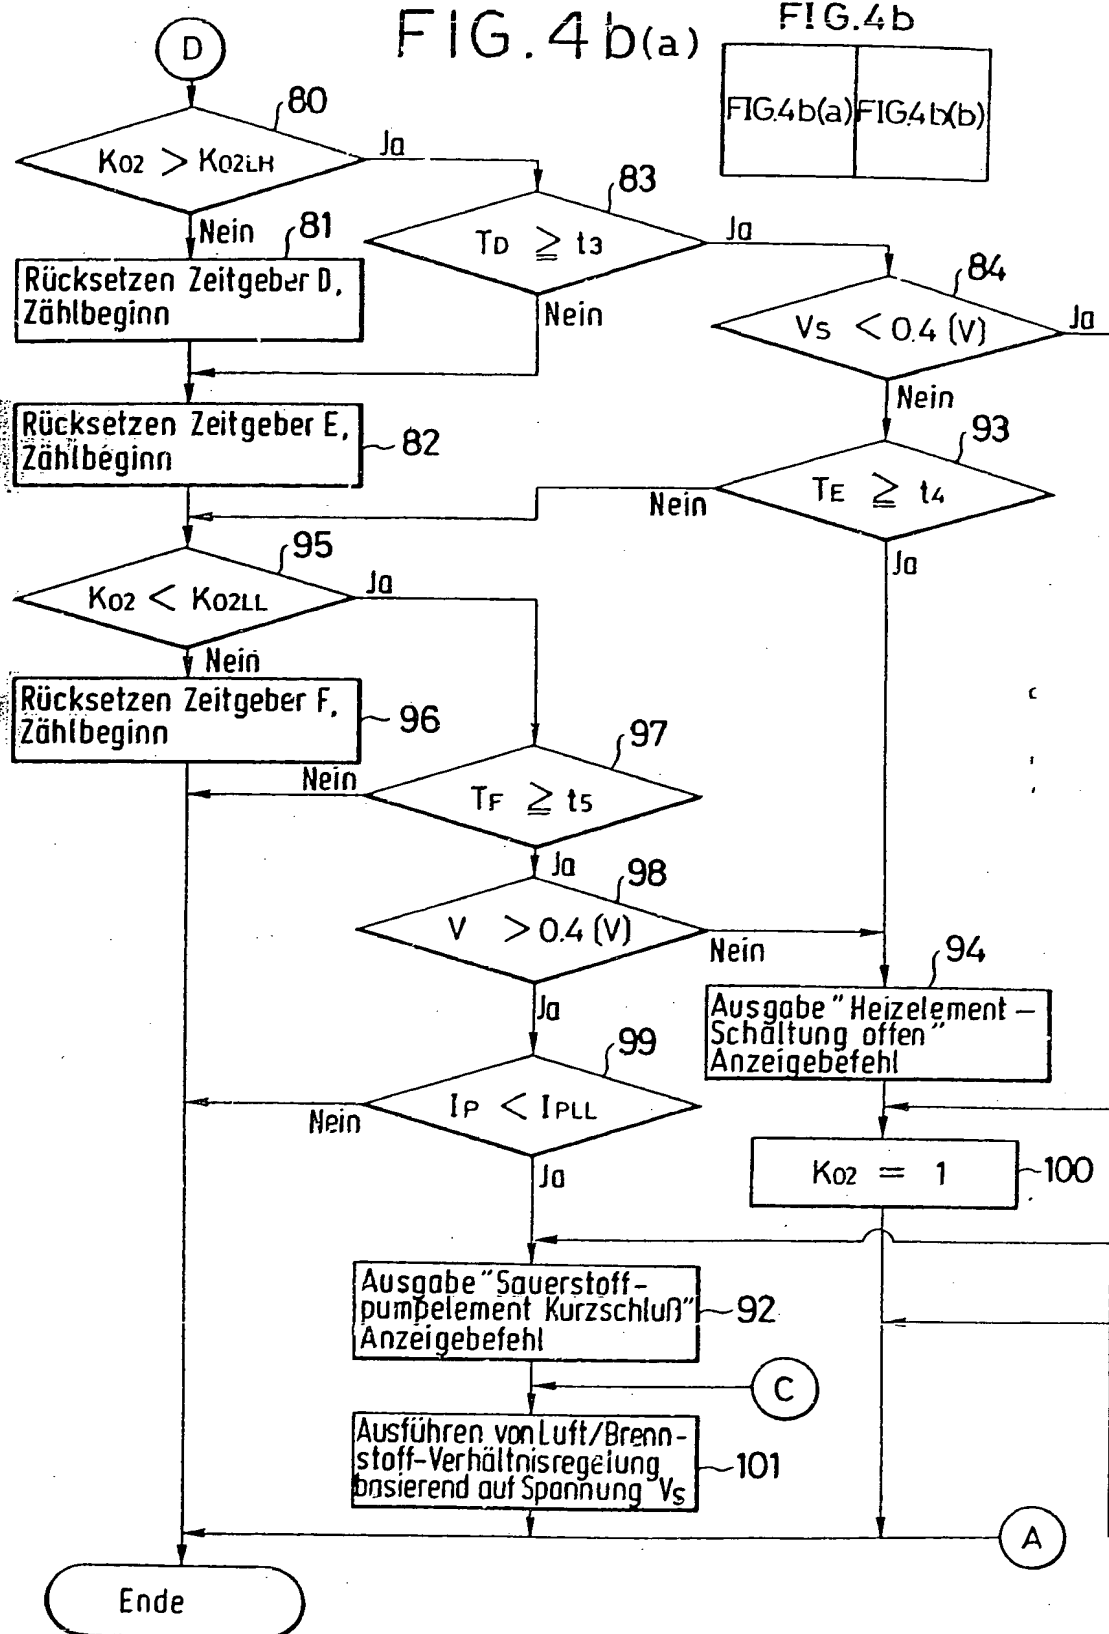 FIG.4b(a)
FIG.4b
FIG.4b(a) FIG.4b(b)
D
80
KO2 > KO2LH
Ja
Nein
81
83
TD ≧ t3
Ja
Nein
Rücksetzen Zeitgeber D,
Zählbeginn
84
VS < 0.4 (V)
Ja
Nein
Rücksetzen Zeitgeber E,
Zählbeginn
82
93
TE ≧ t4
Nein
Ja
95
KO2 < KO2LL
Ja
Nein
Rücksetzen Zeitgeber F,
Zählbeginn
96
97
TF ≧ t5
Nein
Ja
98
V > 0.4 (V)
Nein
Ja
94
Ausgabe "Heizelement –
Schaltung offen"
Anzeigebefehl
99
IP < IPLL
Nein
Ja
KO2 = 1
100
Ausgabe "Sauerstoff-
pumpelement Kurzschluß"
Anzeigebefehl
92
C
Ausführen von Luft/Brenn-
stoff-Verhältnisregelung
basierend auf Spannung VS
101
A
Ende